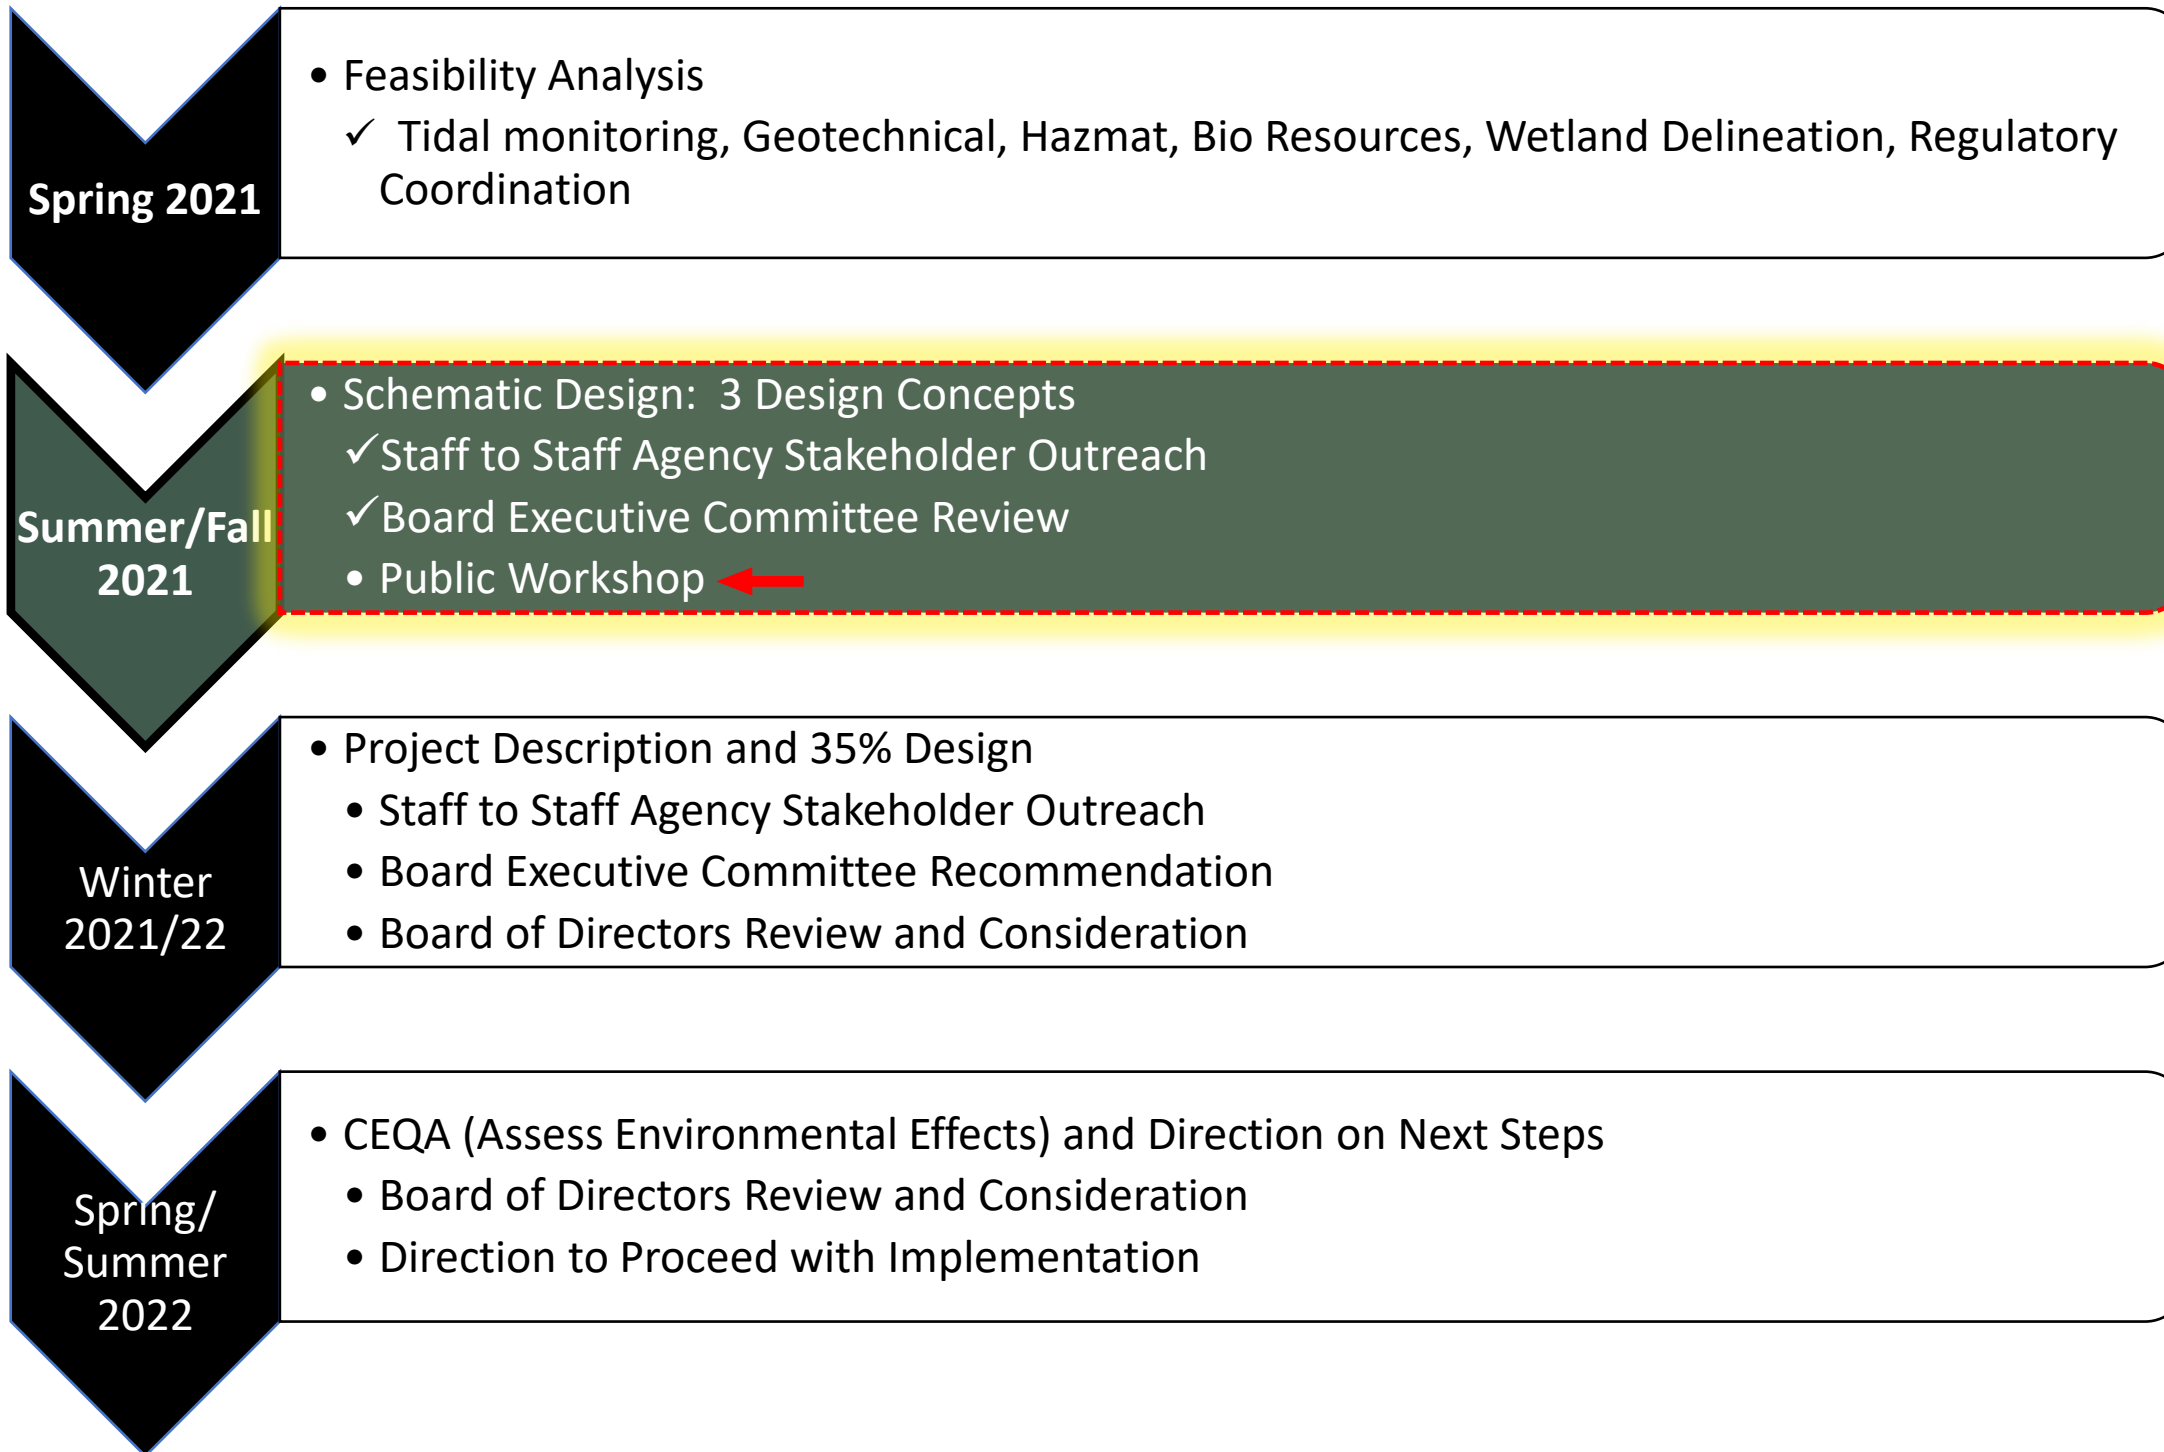 Spring 2021
• Feasibility Analysis
✓ Tidal monitoring, Geotechnical, Hazmat, Bio Resources, Wetland Delineation, Regulatory
Coordination
Summer/Fall
2021
• Schematic Design:  3 Design Concepts
✓Staff to Staff Agency Stakeholder Outreach
✓Board Executive Committee Review
• Public Workshop
Winter
2021/22
• Project Description and 35% Design
• Staff to Staff Agency Stakeholder Outreach
• Board Executive Committee Recommendation
• Board of Directors Review and Consideration
Spring/
Summer
2022
• CEQA (Assess Environmental Effects) and Direction on Next Steps
• Board of Directors Review and Consideration
• Direction to Proceed with Implementation